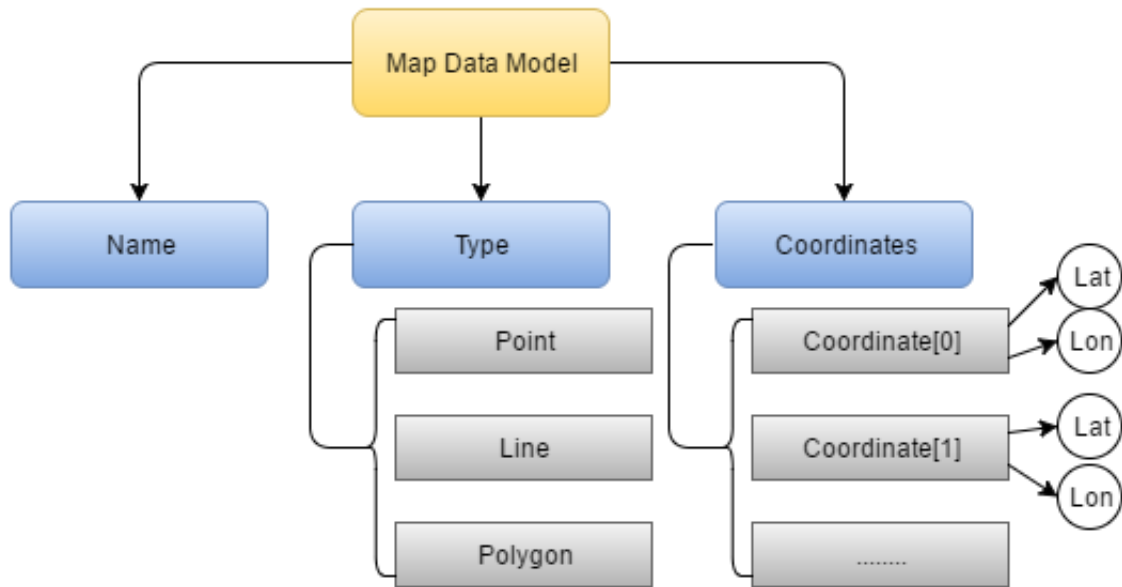 Map Data Model
Name
Type
Coordinates
Point
Line
Polygon
Coordinate[0]
Lat
Lon
Coordinate[1]
Lat
Lon
........